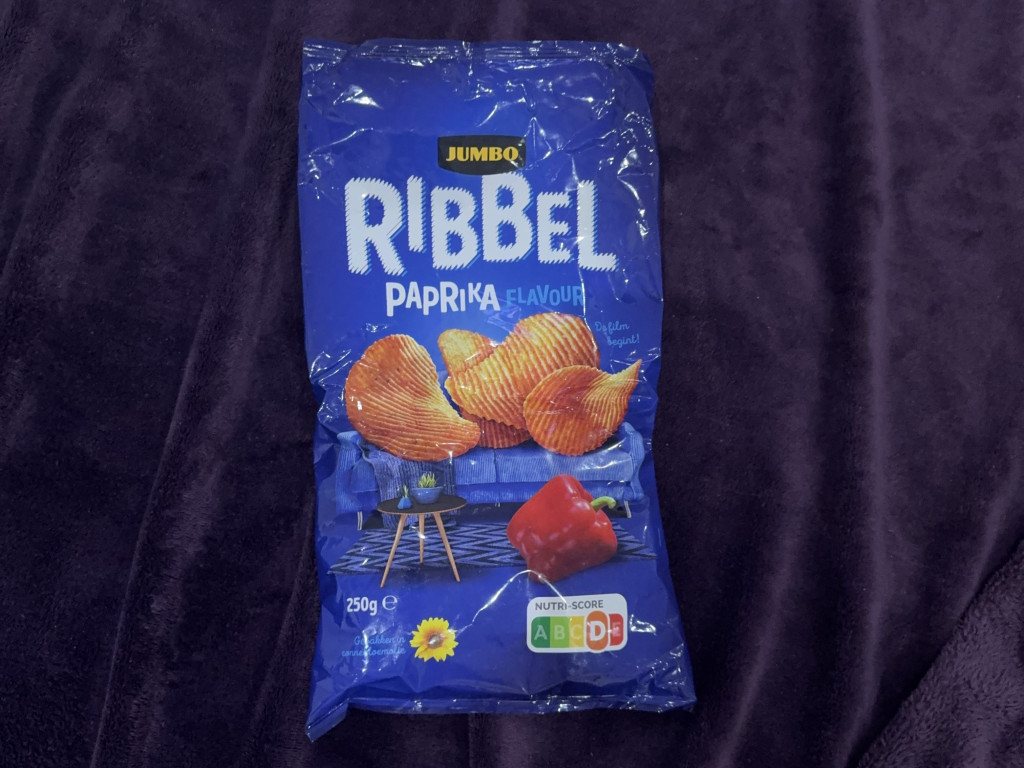 JUMBO
RIBBEL
PAPRIKA FLAVOUR
De film
begint!
250g ℮
NUTRI-SCORE
A B C D E
Gebakken in
zonnebloemolie